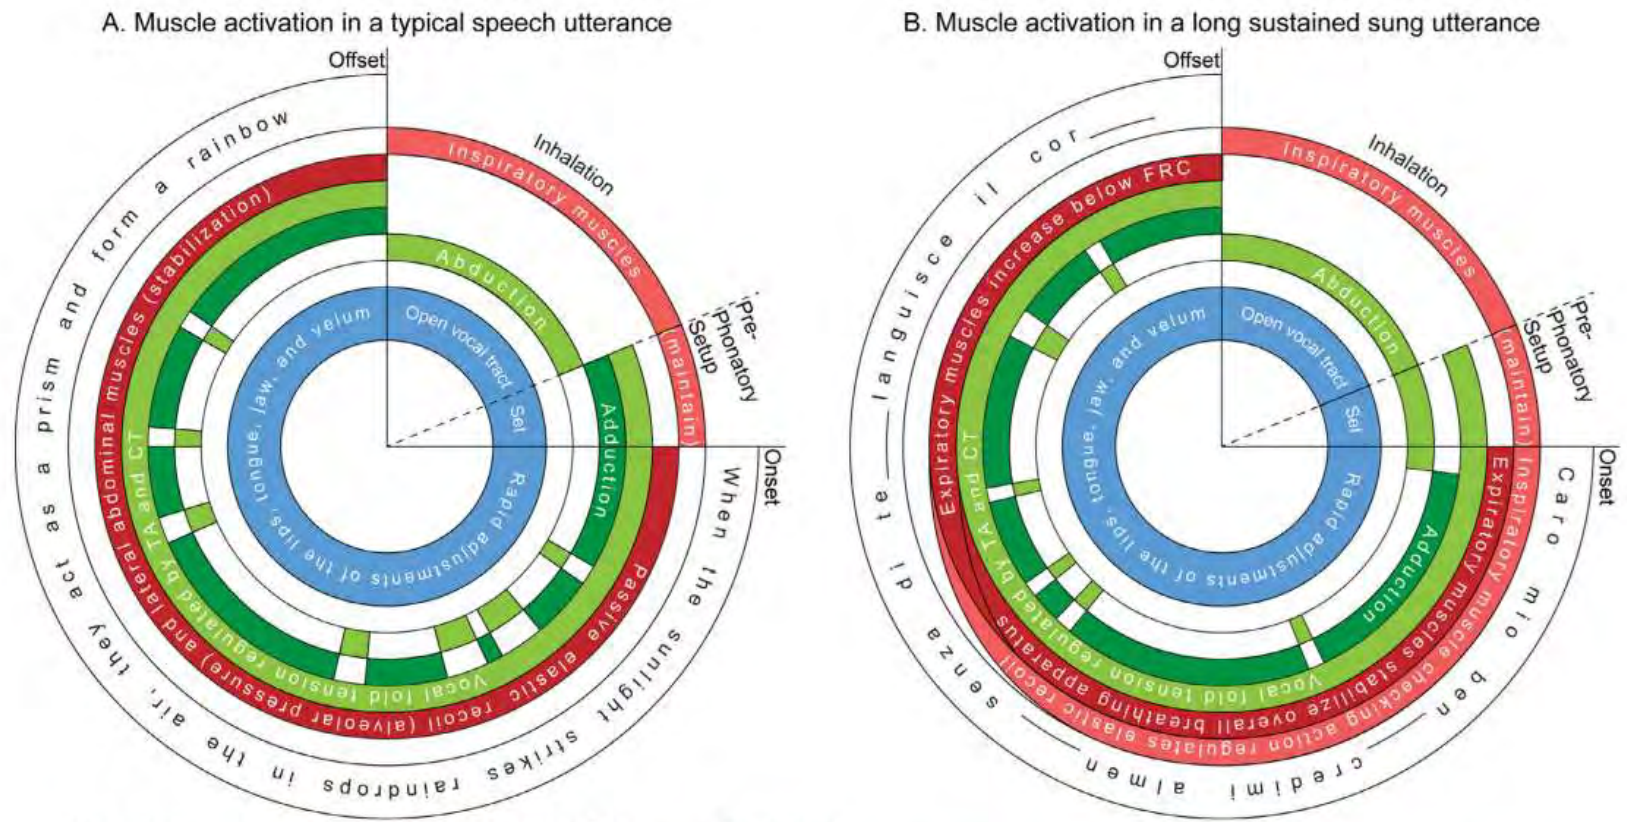 A. Muscle activation in a typical speech utterance
Offset
Inhalation
Pre-
Phonatory
Setup
Onset
When the sunlight strikes raindrops in the air, they act as a prism and form a rainbow
Inspiratory muscles
(maintain)
Passive elastic recoil (alveolar pressure) and lateral abdominal muscles (stabilization)
Vocal fold tension regulated by TA and CT
Abduction
Adduction
Open vocal tract
Set
Rapid adjustments of the lips, tongue, jaw, and velum
B. Muscle activation in a long sustained sung utterance
Offset
Inhalation
Pre-
Phonatory
Setup
Onset
Caro mio ben credimi almen senza di te languisce il cor
Inspiratory muscles
(maintain)
Inspiratory muscle checking action regulates elastic recoil
Expiratory muscles stabilize overall breathing apparatus
Expiratory muscles increase below FRC
Vocal fold tension regulated by TA and CT
Abduction
Adduction
Open vocal tract
Set
Rapid adjustments of the lips, tongue, jaw, and velum